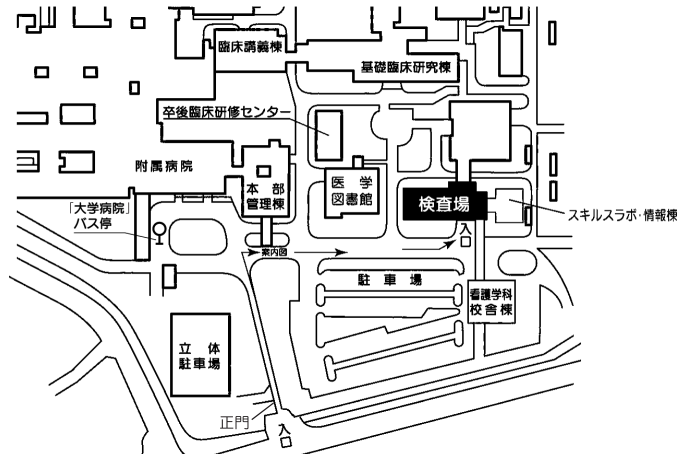 臨床講義棟
基礎臨床研究棟
卒後臨床研修センター
附属病院
本部
管理棟
医学
図書館
検査場
スキルスラボ・情報棟
「大学病院」
バス停
入口
案内図
駐車場
看護学科
校舎棟
立体
駐車場
正門
入口